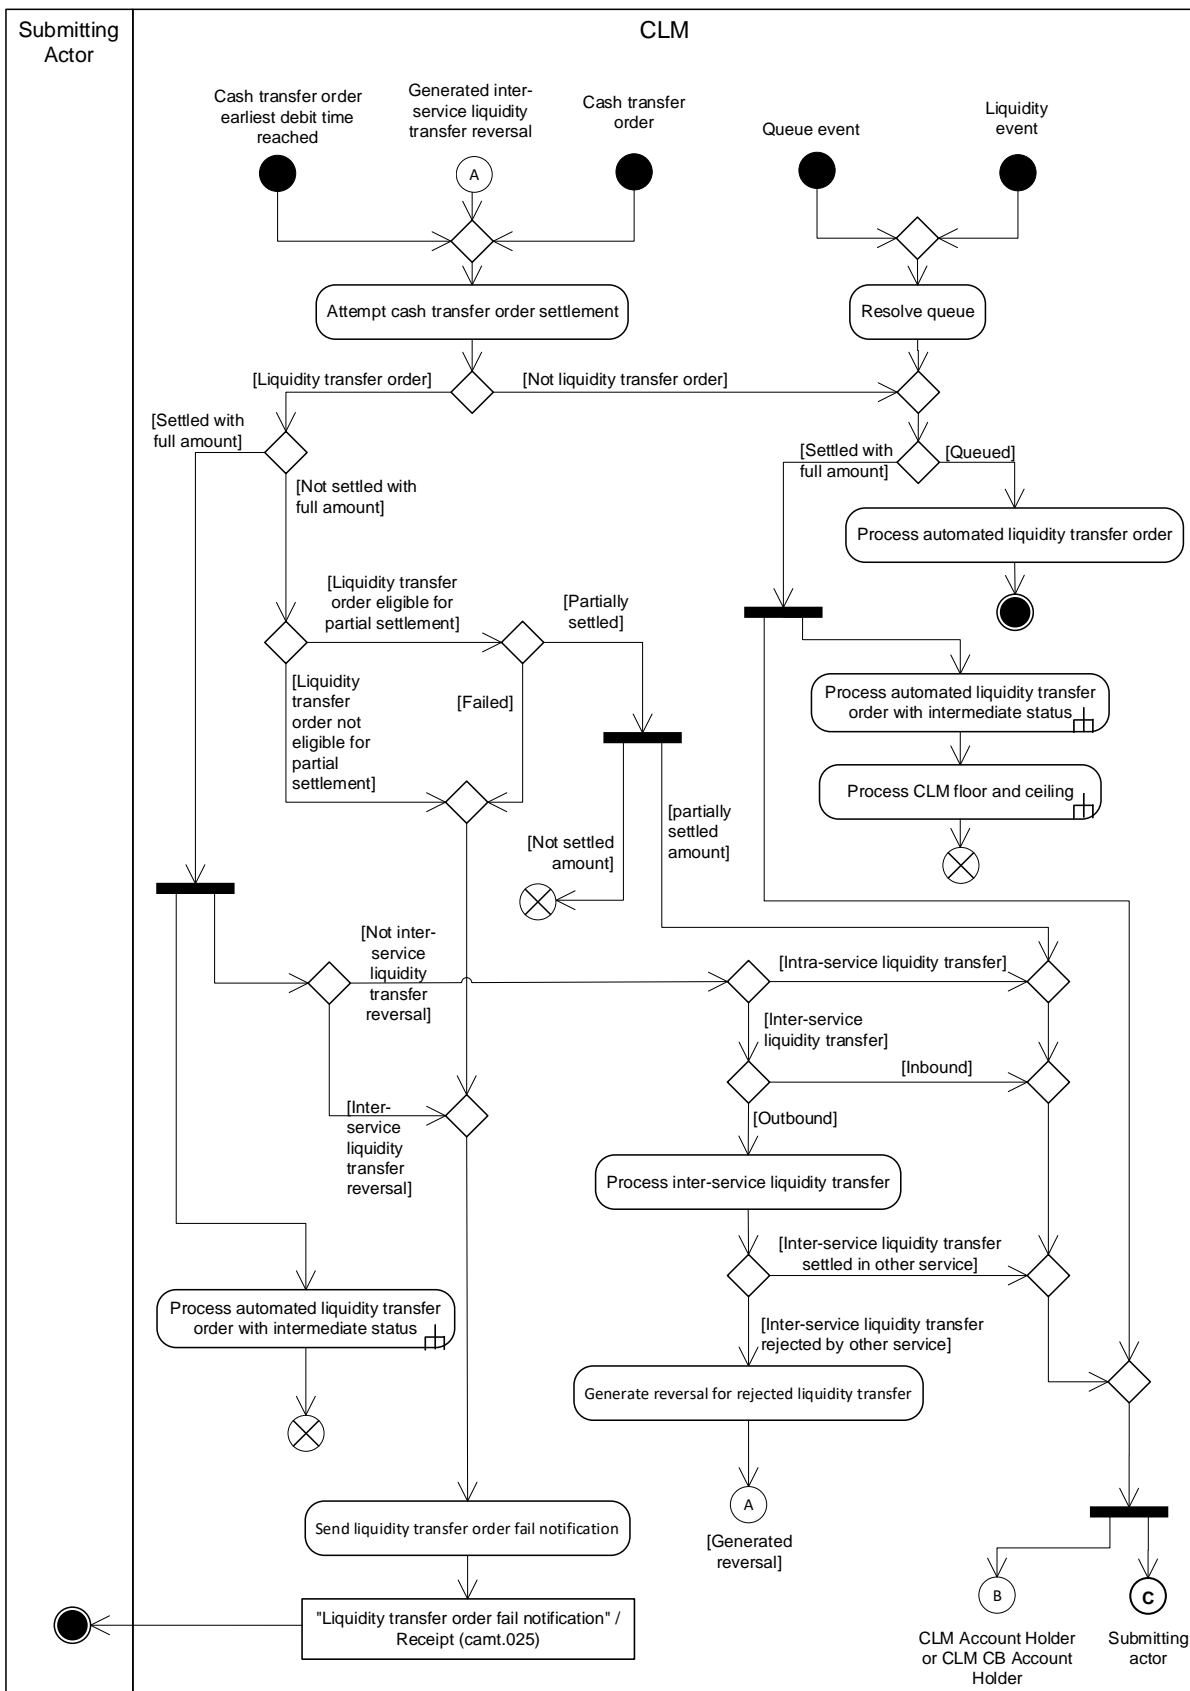 Submitting
Actor
CLM
Cash transfer order
earliest debit time
reached
Generated inter-
service liquidity
transfer reversal
Cash transfer
order
Queue event
Liquidity
event
A
Attempt cash transfer order settlement
Resolve queue
[Liquidity transfer order]
[Not liquidity transfer order]
[Settled with
full amount]
[Not settled with
full amount]
[Settled with
full amount]
[Queued]
Process automated liquidity transfer order
[Liquidity transfer
order eligible for
partial settlement]
[Partially
settled]
[Liquidity
transfer
order not
eligible for
partial
settlement]
[Failed]
Process automated liquidity transfer
order with intermediate status
Process CLM floor and ceiling
[Not settled
amount]
[partially
settled
amount]
[Not inter-
service
liquidity
transfer
reversal]
[Intra-service liquidity transfer]
[Inter-service
liquidity transfer]
[Inbound]
[Inter-
service
liquidity
transfer
reversal]
[Outbound]
Process inter-service liquidity transfer
[Inter-service liquidity transfer
settled in other service]
Process automated liquidity transfer
order with intermediate status
[Inter-service liquidity transfer
rejected by other service]
Generate reversal for rejected liquidity transfer
A
[Generated
reversal]
Send liquidity transfer order fail notification
"Liquidity transfer order fail notification" /
Receipt (camt.025)
B
C
CLM Account Holder
or CLM CB Account
Holder
Submitting
actor